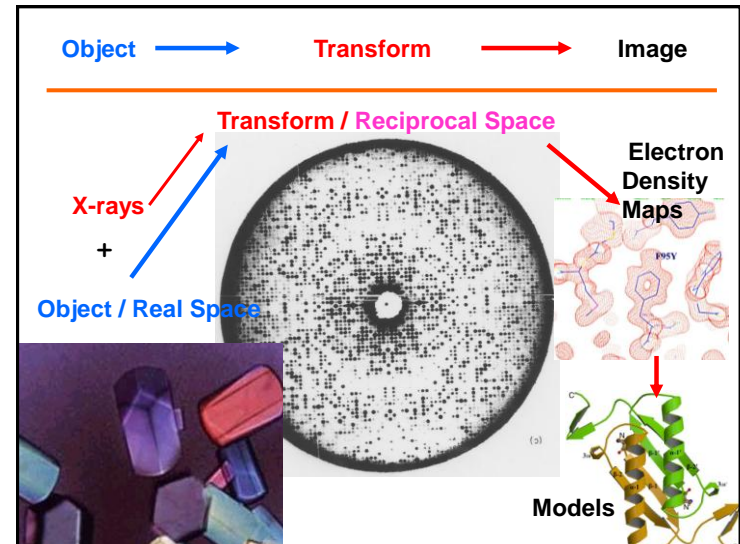 Object Transform Image
Transform / Reciprocal Space
Electron
Density
Maps
X-rays
+
Object / Real Space
F95Y
(b)
Models
C
N
N